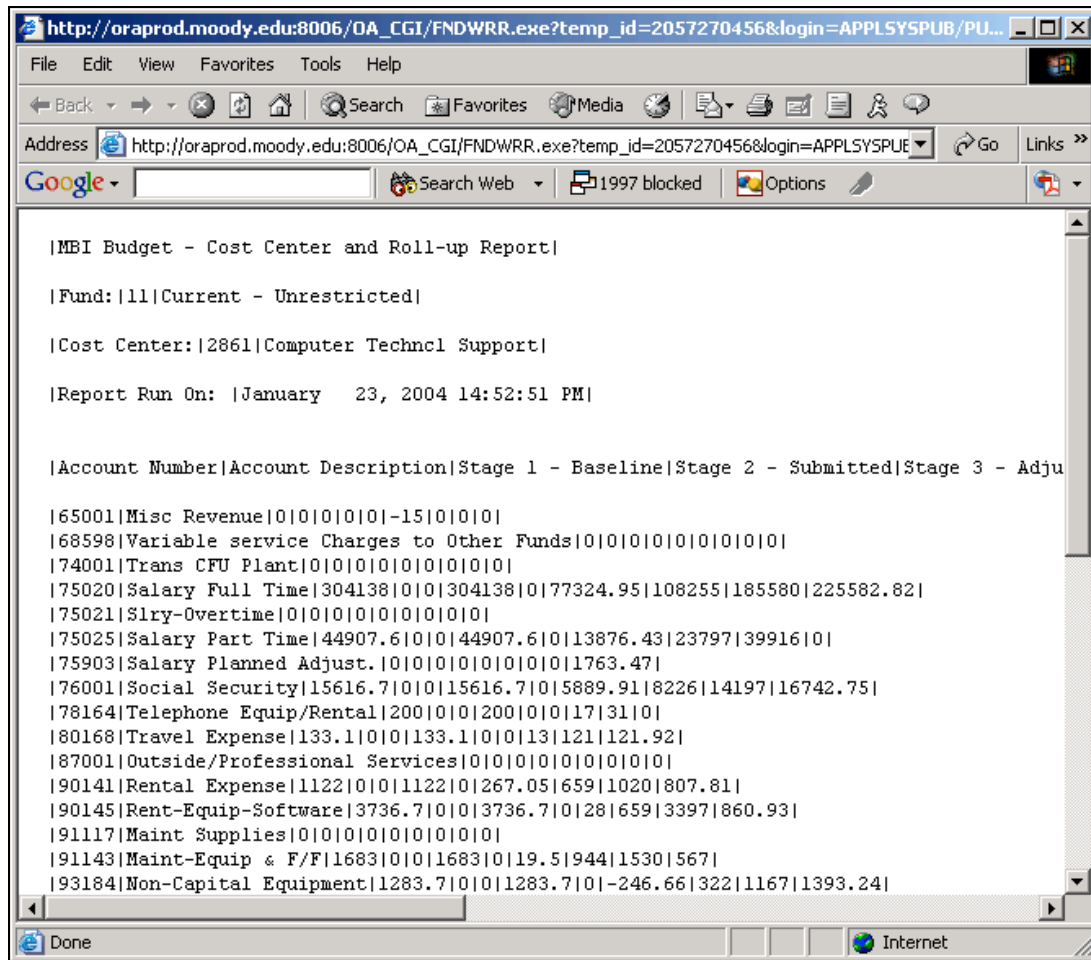 http://oraprod.moody.edu:8006/OA_CGI/FNDWRR.exe?temp_id=2057270456&login=APPLSYSPUB/PU...
File Edit View Favorites Tools Help
Back Search Favorites Media
Address http://oraprod.moody.edu:8006/OA_CGI/FNDWRR.exe?temp_id=2057270456&login=APPLSYSPUE Go Links »
Google Search Web 1997 blocked Options
|MBI Budget - Cost Center and Roll-up Report|
|Fund:|11|Current - Unrestricted|
|Cost Center:|2861|Computer Techncl Support|
|Report Run On: |January   23, 2004 14:52:51 PM|
|Account Number|Account Description|Stage 1 - Baseline|Stage 2 - Submitted|Stage 3 - Adju
|65001|Misc Revenue|0|0|0|0|0|-15|0|0|0|
|68598|Variable service Charges to Other Funds|0|0|0|0|0|0|0|0|0|
|74001|Trans CFU Plant|0|0|0|0|0|0|0|0|0|
|75020|Salary Full Time|304138|0|0|304138|0|77324.95|108255|185580|225582.82|
|75021|Slry-Overtime|0|0|0|0|0|0|0|0|0|
|75025|Salary Part Time|44907.6|0|0|44907.6|0|13876.43|23797|39916|0|
|75903|Salary Planned Adjust.|0|0|0|0|0|0|0|0|1763.47|
|76001|Social Security|15616.7|0|0|15616.7|0|5889.91|8226|14197|16742.75|
|78164|Telephone Equip/Rental|200|0|0|200|0|0|17|31|0|
|80168|Travel Expense|133.1|0|0|133.1|0|0|13|121|121.92|
|87001|Outside/Professional Services|0|0|0|0|0|0|0|0|0|
|90141|Rental Expense|1122|0|0|1122|0|267.05|659|1020|807.81|
|90145|Rent-Equip-Software|3736.7|0|0|3736.7|0|28|659|3397|860.93|
|91117|Maint Supplies|0|0|0|0|0|0|0|0|0|
|91143|Maint-Equip & F/F|1683|0|0|1683|0|19.5|944|1530|567|
|93184|Non-Capital Equipment|1283.7|0|0|1283.7|0|-246.66|322|1167|1393.24|
Done Internet